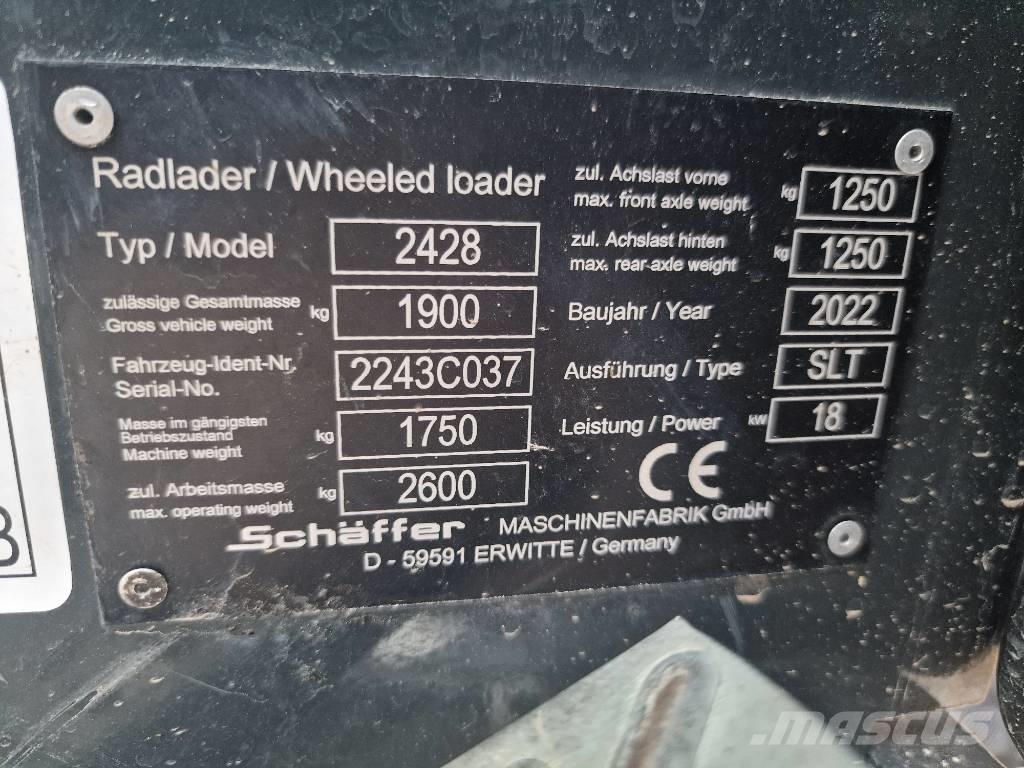 Radlader / Wheeled loader
Typ / Model 2428
zulässige Gesamtmasse
Gross vehicle weight kg 1900
Fahrzeug-Ident-Nr.
Serial-No. 2243C037
Masse im gängigsten
Betriebszustand
Machine weight kg 1750
zul. Arbeitsmasse
max. operating weight kg 2600
zul. Achslast vorne
max. front axle weight kg 1250
zul. Achslast hinten
max. rear axle weight kg 1250
Baujahr / Year 2022
Ausführung / Type SLT
Leistung / Power kW 18
CE
Schäffer MASCHINENFABRIK GmbH
D - 59591 ERWITTE / Germany
MASCUS